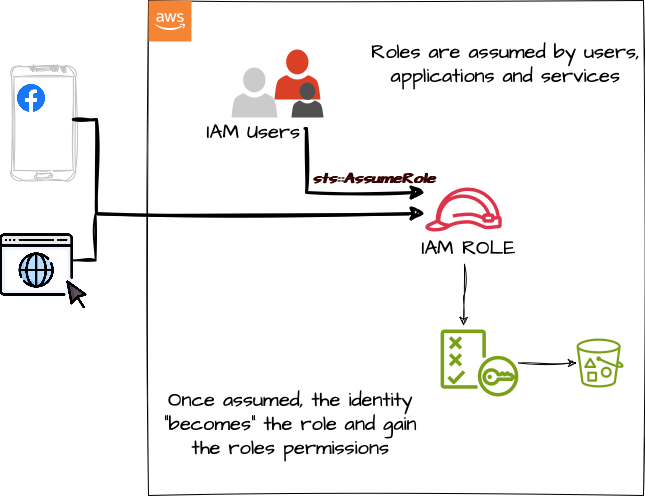 aws
Roles are assumed by users,
applications and services
IAM Users
sts::AssumeRole
IAM ROLE
Once assumed, the identity
"becomes" the role and gain
the roles permissions